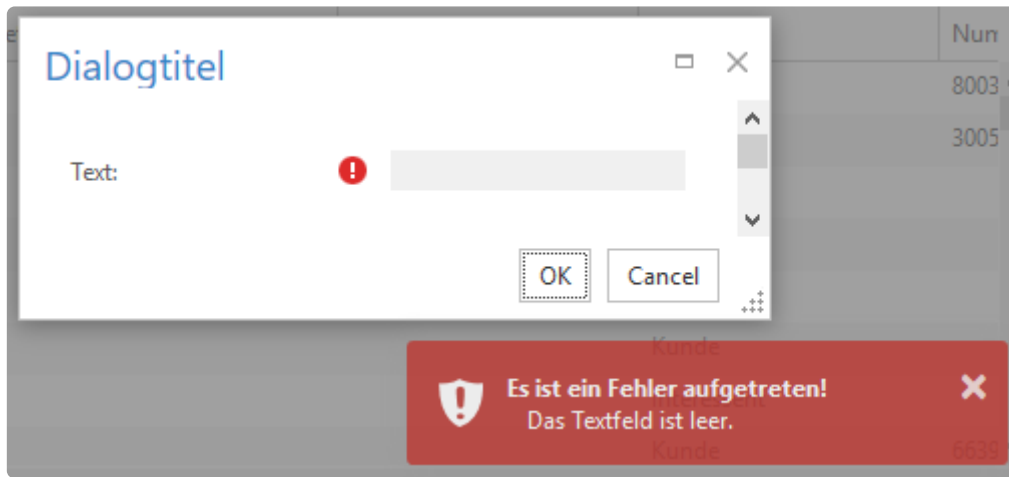 Num
Dialogtitel
8003
3005
Text:
OK Cancel
Kunde
Es ist ein Fehler aufgetreten!
Interessent
Das Textfeld ist leer.
Kunde 6639